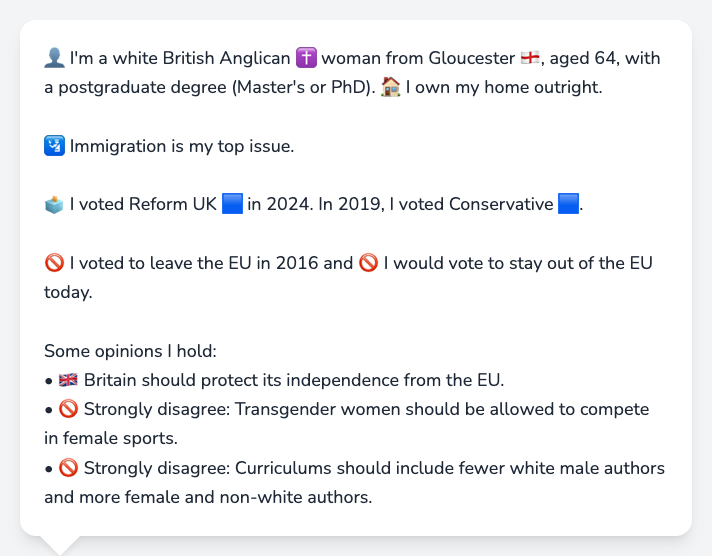 👤 I'm a white British Anglican ✝️ woman from Gloucester 🏴󠁧󠁢󠁥󠁮󠁧󠁿, aged 64, with
a postgraduate degree (Master's or PhD). 🏠 I own my home outright.
🛂 Immigration is my top issue.
🗳️ I voted Reform UK 🟦 in 2024. In 2019, I voted Conservative 🟦.
🚫 I voted to leave the EU in 2016 and 🚫 I would vote to stay out of the EU
today.
Some opinions I hold:
• 🇬🇧 Britain should protect its independence from the EU.
• 🚫 Strongly disagree: Transgender women should be allowed to compete
in female sports.
• 🚫 Strongly disagree: Curriculums should include fewer white male authors
and more female and non-white authors.